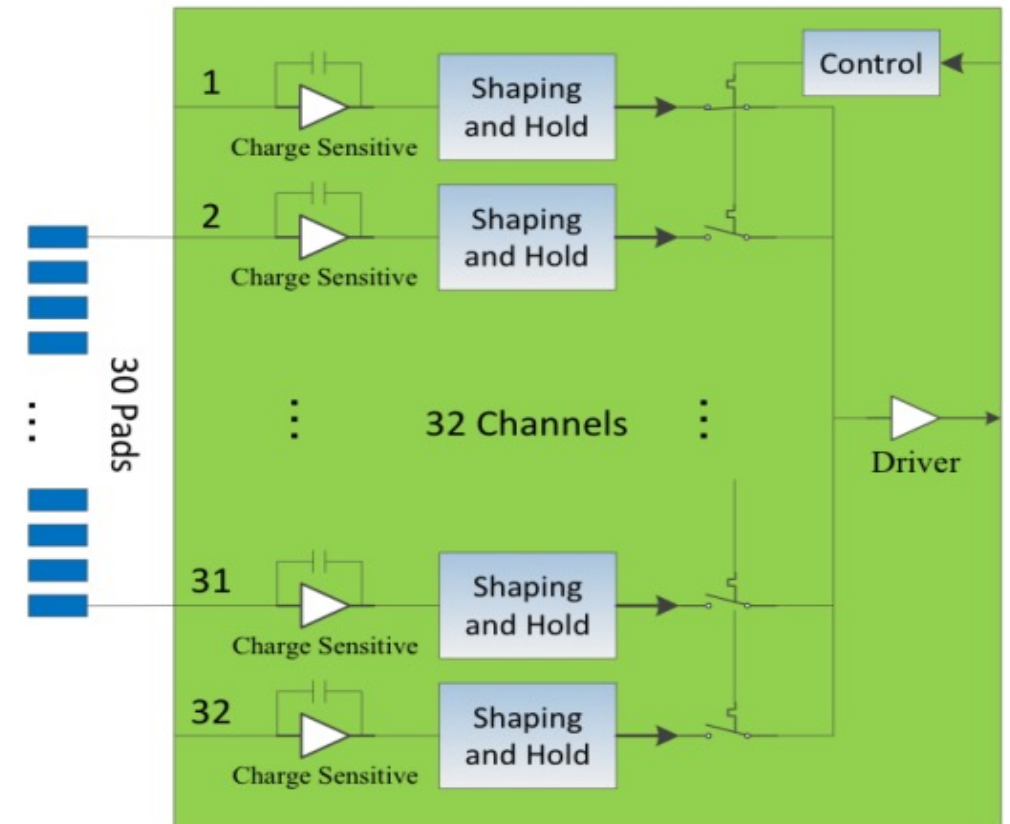 Control
1
Charge Sensitive
Shaping
and Hold
2
Charge Sensitive
Shaping
and Hold
30 Pads
32 Channels
Driver
31
Charge Sensitive
Shaping
and Hold
32
Charge Sensitive
Shaping
and Hold